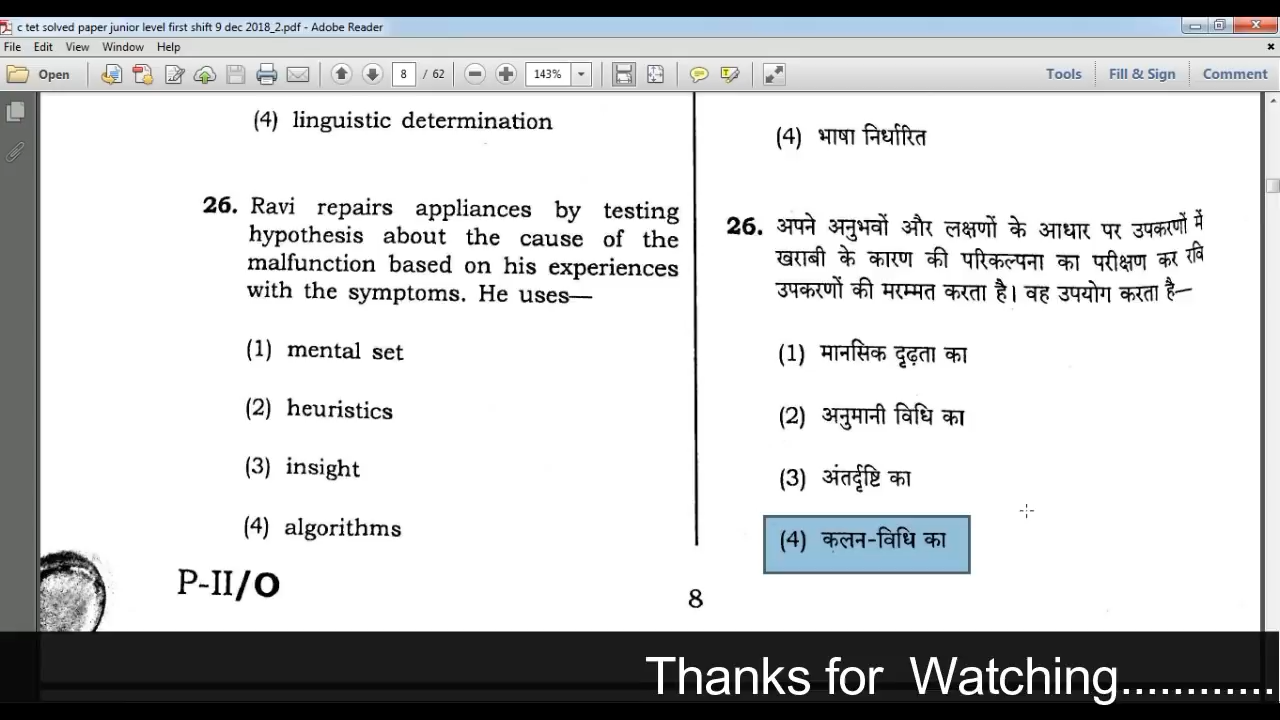 c tet solved paper junior level first shift 9 dec 2018_2.pdf - Adobe Reader
File Edit View Window Help
Open 8 / 62 143% Tools Fill & Sign Comment
(4) linguistic determination
26. Ravi repairs appliances by testing
hypothesis about the cause of the
malfunction based on his experiences
with the symptoms. He uses—
(1) mental set
(2) heuristics
(3) insight
(4) algorithms
P-II/O
(4) भाषा निर्धारित
26. अपने अनुभवों और लक्षणों के आधार पर उपकरणों में
खराबी के कारण की परिकल्पना का परीक्षण कर रवि
उपकरणों की मरम्मत करता है। वह उपयोग करता है—
(1) मानसिक दृढ़ता का
(2) अनुमानी विधि का
(3) अंतर्दृष्टि का
(4) कलन-विधि का
8
Thanks for Watching............